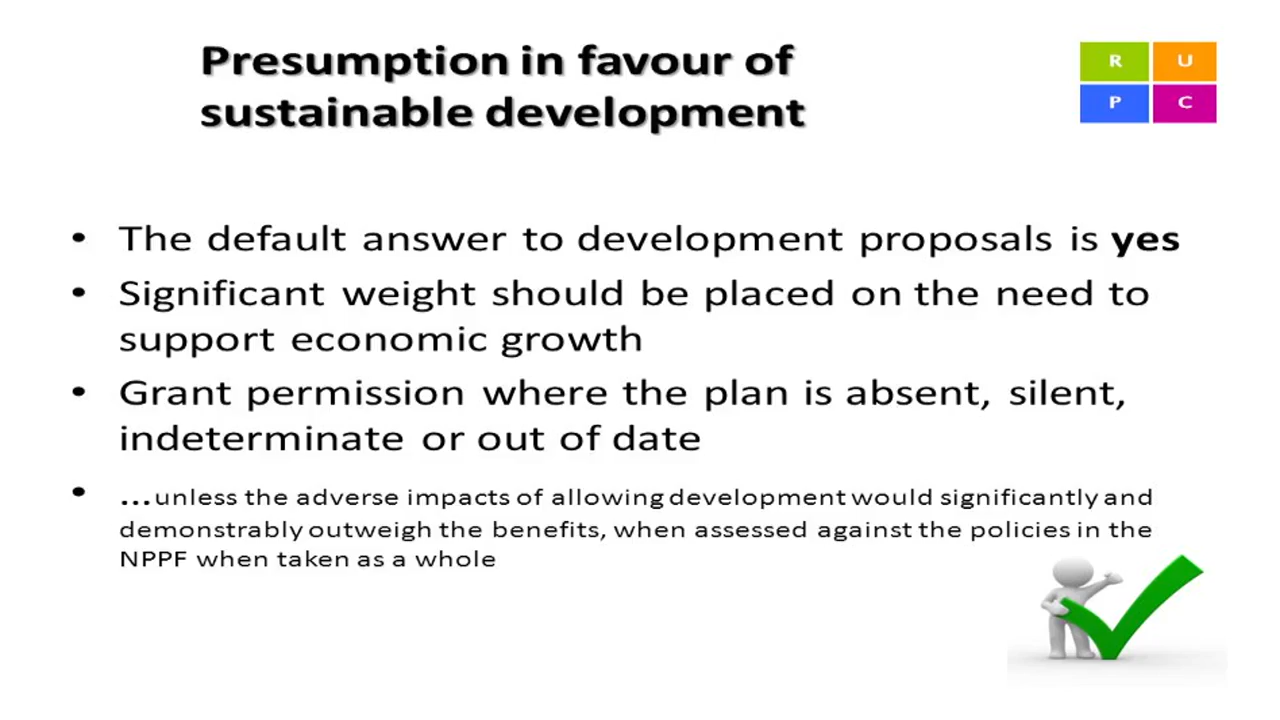 Presumption in favour of
sustainable development
R U
P C
• The default answer to development proposals is yes
• Significant weight should be placed on the need to
support economic growth
• Grant permission where the plan is absent, silent,
indeterminate or out of date
• ...unless the adverse impacts of allowing development would significantly and
demonstrably outweigh the benefits, when assessed against the policies in the
NPPF when taken as a whole